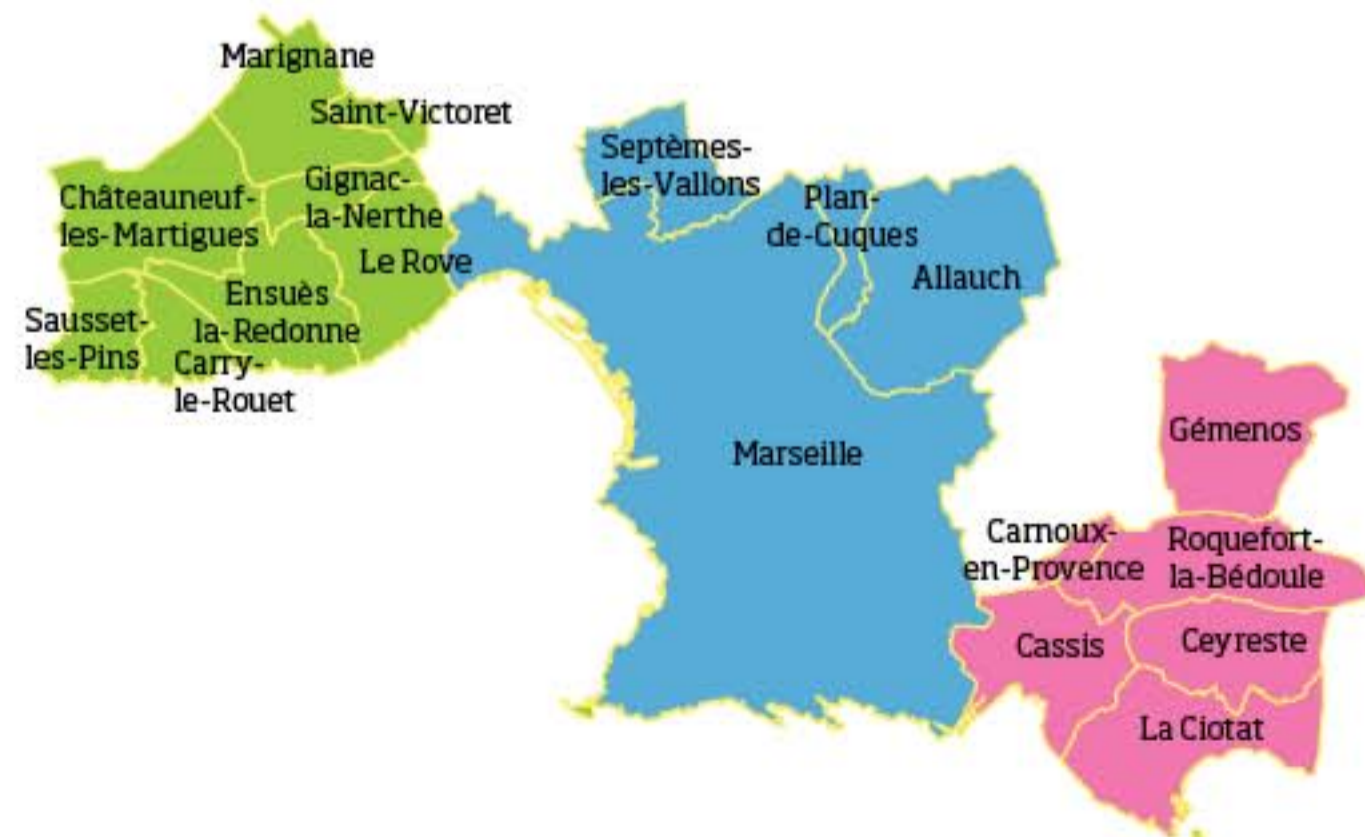 Marignane
Saint-Victoret
Châteauneuf-
les-Martigues
Gignac-
la-Nerthe
Le Rove
Ensuès
la-Redonne
Sausset-
les-Pins
Carry-
le-Rouet
Septèmes-
les-Vallons
Plan-
de-Cuques
Allauch
Marseille
Gémenos
Carnoux-
en-Provence
Roquefort-
la-Bédoule
Cassis
Ceyreste
La Ciotat